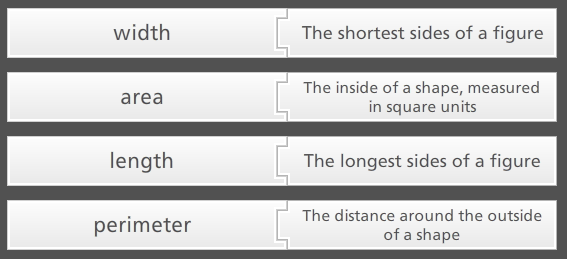 width
The shortest sides of a figure
area
The inside of a shape, measured
in square units
length
The longest sides of a figure
perimeter
The distance around the outside
of a shape